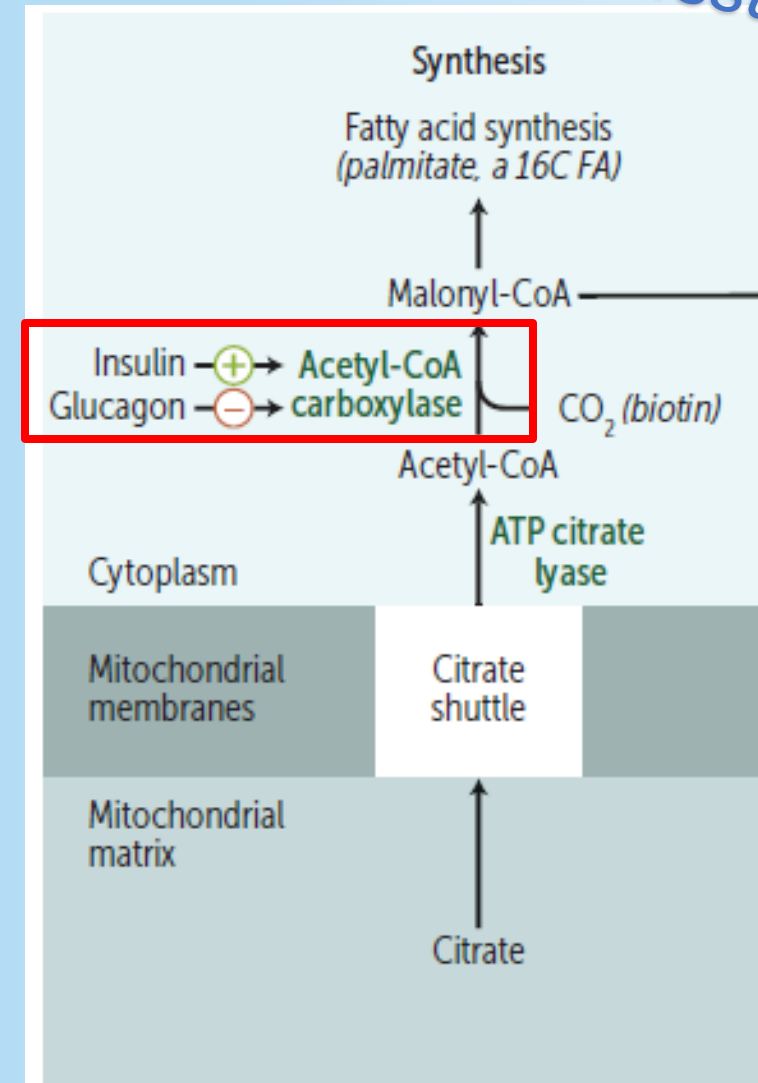 Synthesis
Fatty acid synthesis
(palmitate, a 16C FA)
Malonyl-CoA
Insulin + Acetyl-CoA
Glucagon − carboxylase
CO2 (biotin)
Acetyl-CoA
ATP citrate
lyase
Cytoplasm
Mitochondrial
membranes
Citrate
shuttle
Mitochondrial
matrix
Citrate